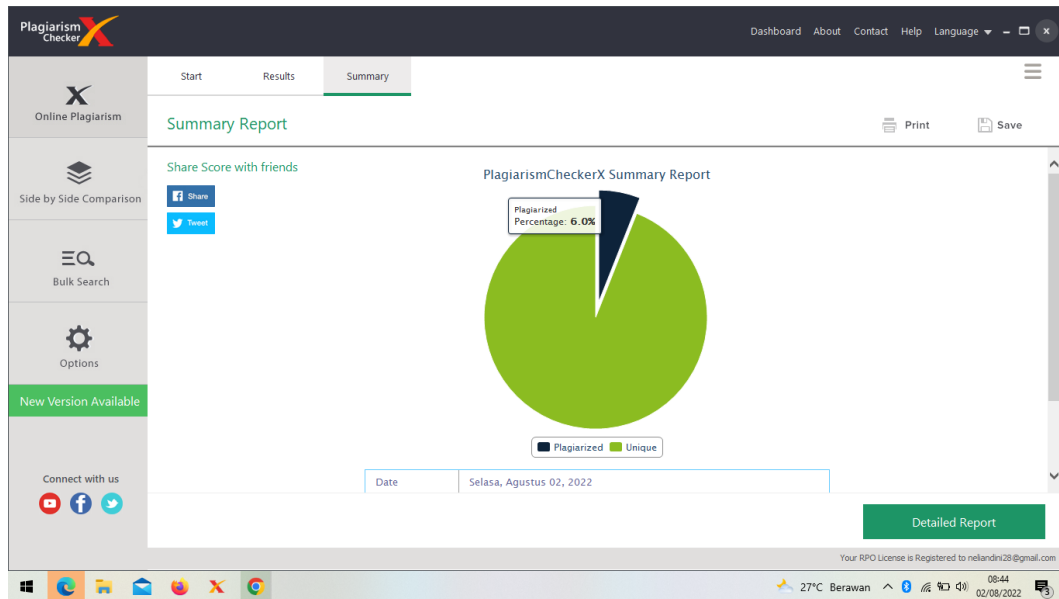 Plagiarism
Checker
Dashboard About Contact Help Language
Online Plagiarism
Side by Side Comparison
Bulk Search
Options
New Version Available
Connect with us
Start Results Summary
Summary Report
Print Save
Share Score with friends
Share
Tweet
PlagiarismCheckerX Summary Report
Plagiarized
Percentage: 6.0%
Plagiarized Unique
Date Selasa, Agustus 02, 2022
Detailed Report
Your RPO License is Registered to neliandini28@gmail.com
27°C Berawan
08:44
02/08/2022
3